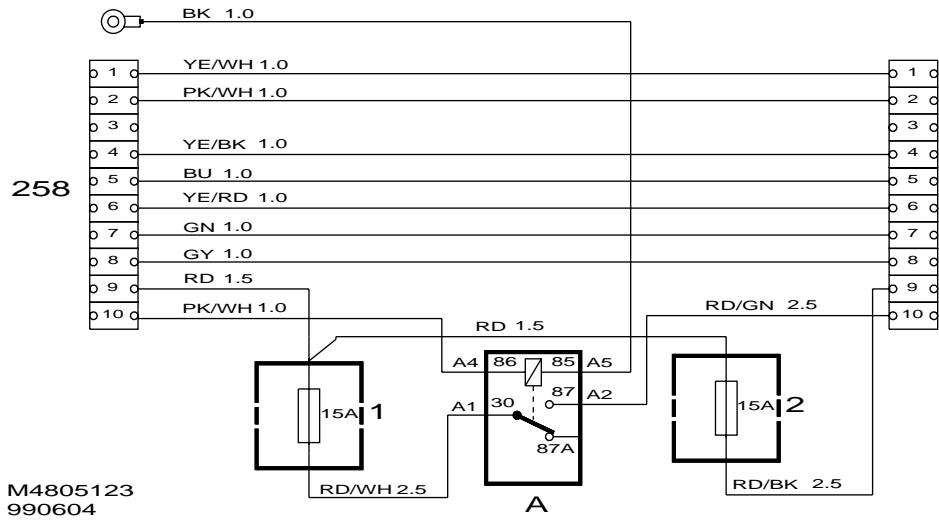 BK 1.0
1 YE/WH 1.0 1
2 PK/WH 1.0 2
3 3
4 YE/BK 1.0 4
258
5 BU 1.0 5
6 YE/RD 1.0 6
7 GN 1.0 7
8 GY 1.0 8
9 RD 1.5 9
10 PK/WH 1.0 RD/GN 2.5 10
RD 1.5
A4 86 85 A5
87 A2
A1 30
15A 1
15A 2
87A
RD/WH 2.5
RD/BK 2.5
A
M4805123
990604